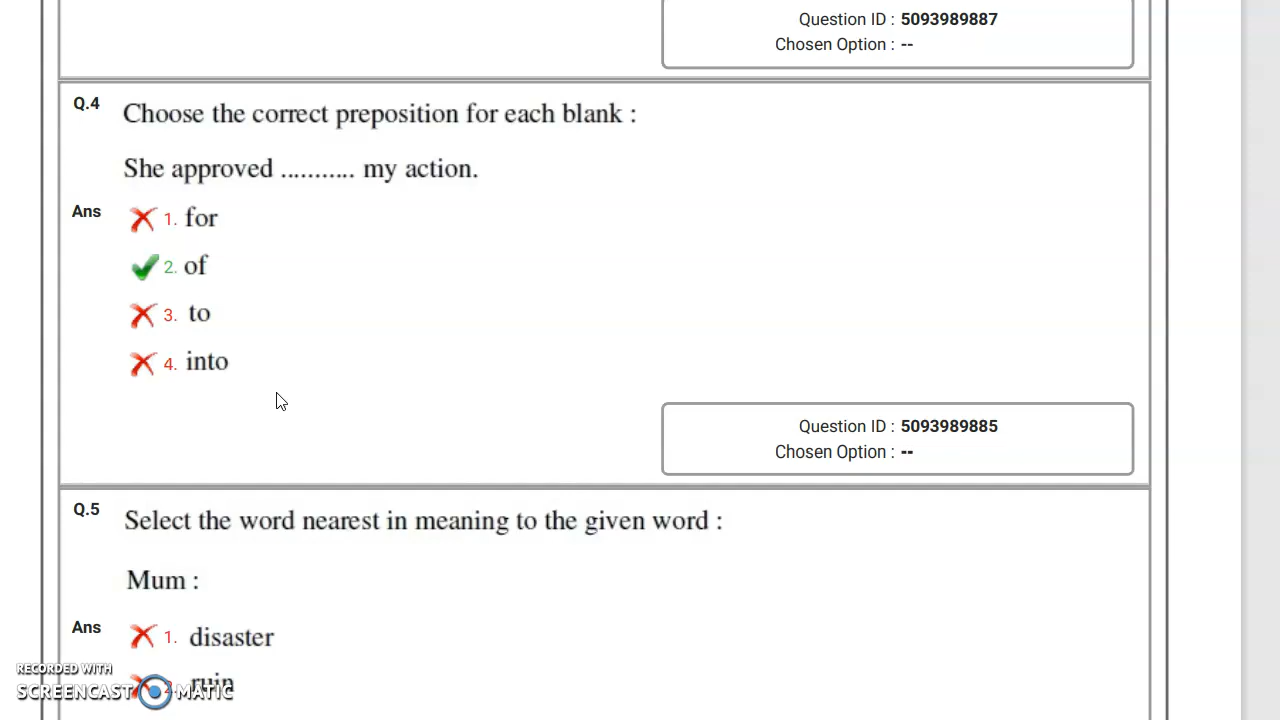 Question ID : 5093989887
Chosen Option : --
Q.4 Choose the correct preposition for each blank :
She approved ........... my action.
Ans 1. for
2. of
3. to
4. into
Question ID : 5093989885
Chosen Option : --
Q.5 Select the word nearest in meaning to the given word :
Mum :
Ans 1. disaster
2. ruin
RECORDED WITH
SCREENCAST MATIC